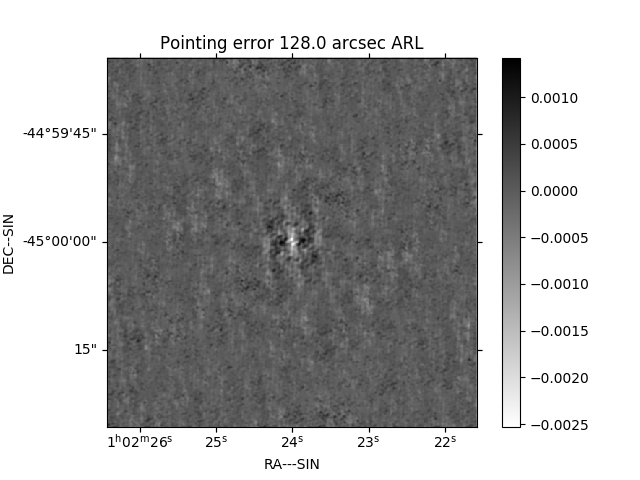 Pointing error 128.0 arcsec ARL
0.0010
0.0005
0.0000
−0.0005
−0.0010
−0.0015
−0.0020
−0.0025
-44°59'45"
-45°00'00"
15"
1ʰ02ᵐ26ˢ 25ˢ 24ˢ 23ˢ 22ˢ
DEC--SIN
RA---SIN